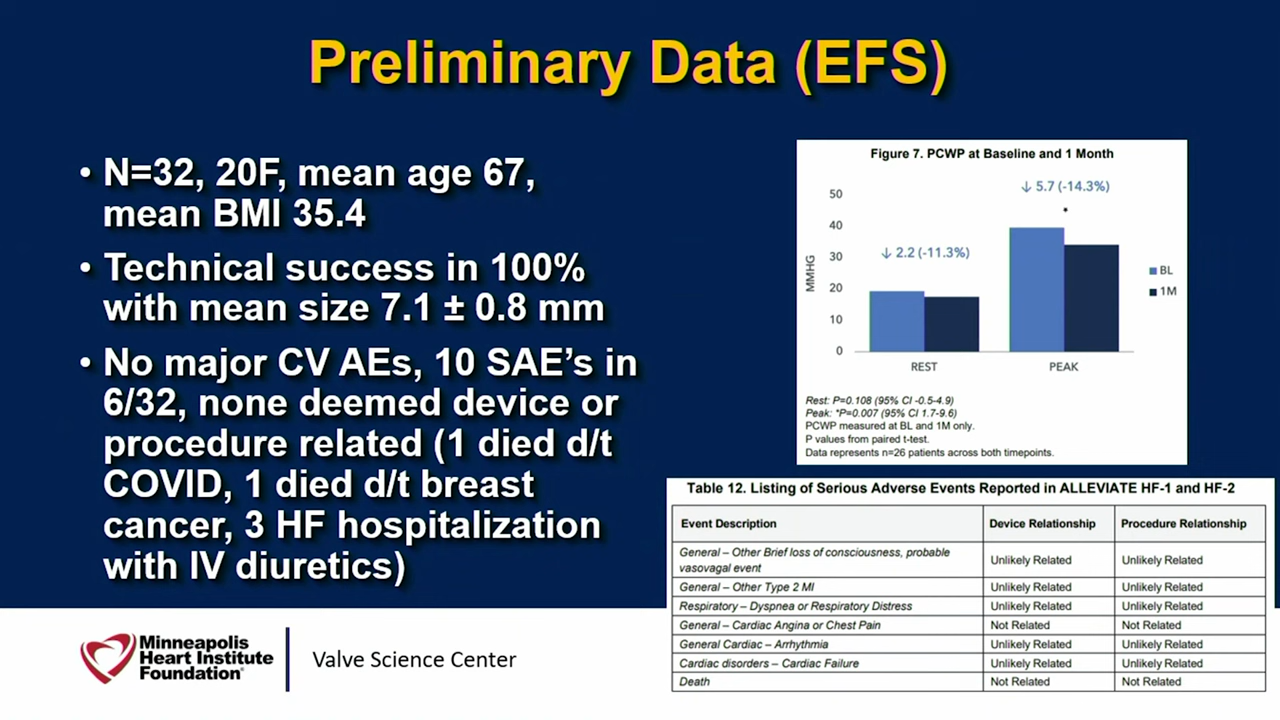 Preliminary Data (EFS)
• N=32, 20F, mean age 67,
mean BMI 35.4
• Technical success in 100%
with mean size 7.1 ± 0.8 mm
• No major CV AEs, 10 SAE’s in
6/32, none deemed device or
procedure related (1 died d/t
COVID, 1 died d/t breast
cancer, 3 HF hospitalization
with IV diuretics)
Figure 7. PCWP at Baseline and 1 Month
↓ 5.7 (-14.3%)
*
↓ 2.2 (-11.3%)
MMHG
50
40
30
20
10
0
REST PEAK
BL
1M
Rest: P=0.108 (95% CI -0.5-4.9)
Peak: *P=0.007 (95% CI 1.7-9.6)
PCWP measured at BL and 1M only.
P values from paired t-test.
Data represents n=26 patients across both timepoints.
Table 12. Listing of Serious Adverse Events Reported in ALLEVIATE HF-1 and HF-2
Event Description Device Relationship Procedure Relationship
General – Other Brief loss of consciousness, probable
vasovagal event Unlikely Related Unlikely Related
General – Other Type 2 MI Unlikely Related Unlikely Related
Respiratory – Dyspnea or Respiratory Distress Unlikely Related Unlikely Related
General – Cardiac Angina or Chest Pain Not Related Not Related
General Cardiac – Arrhythmia Unlikely Related Unlikely Related
Cardiac disorders – Cardiac Failure Unlikely Related Unlikely Related
Death Not Related Not Related
Minneapolis
Heart Institute
Foundation®
Valve Science Center